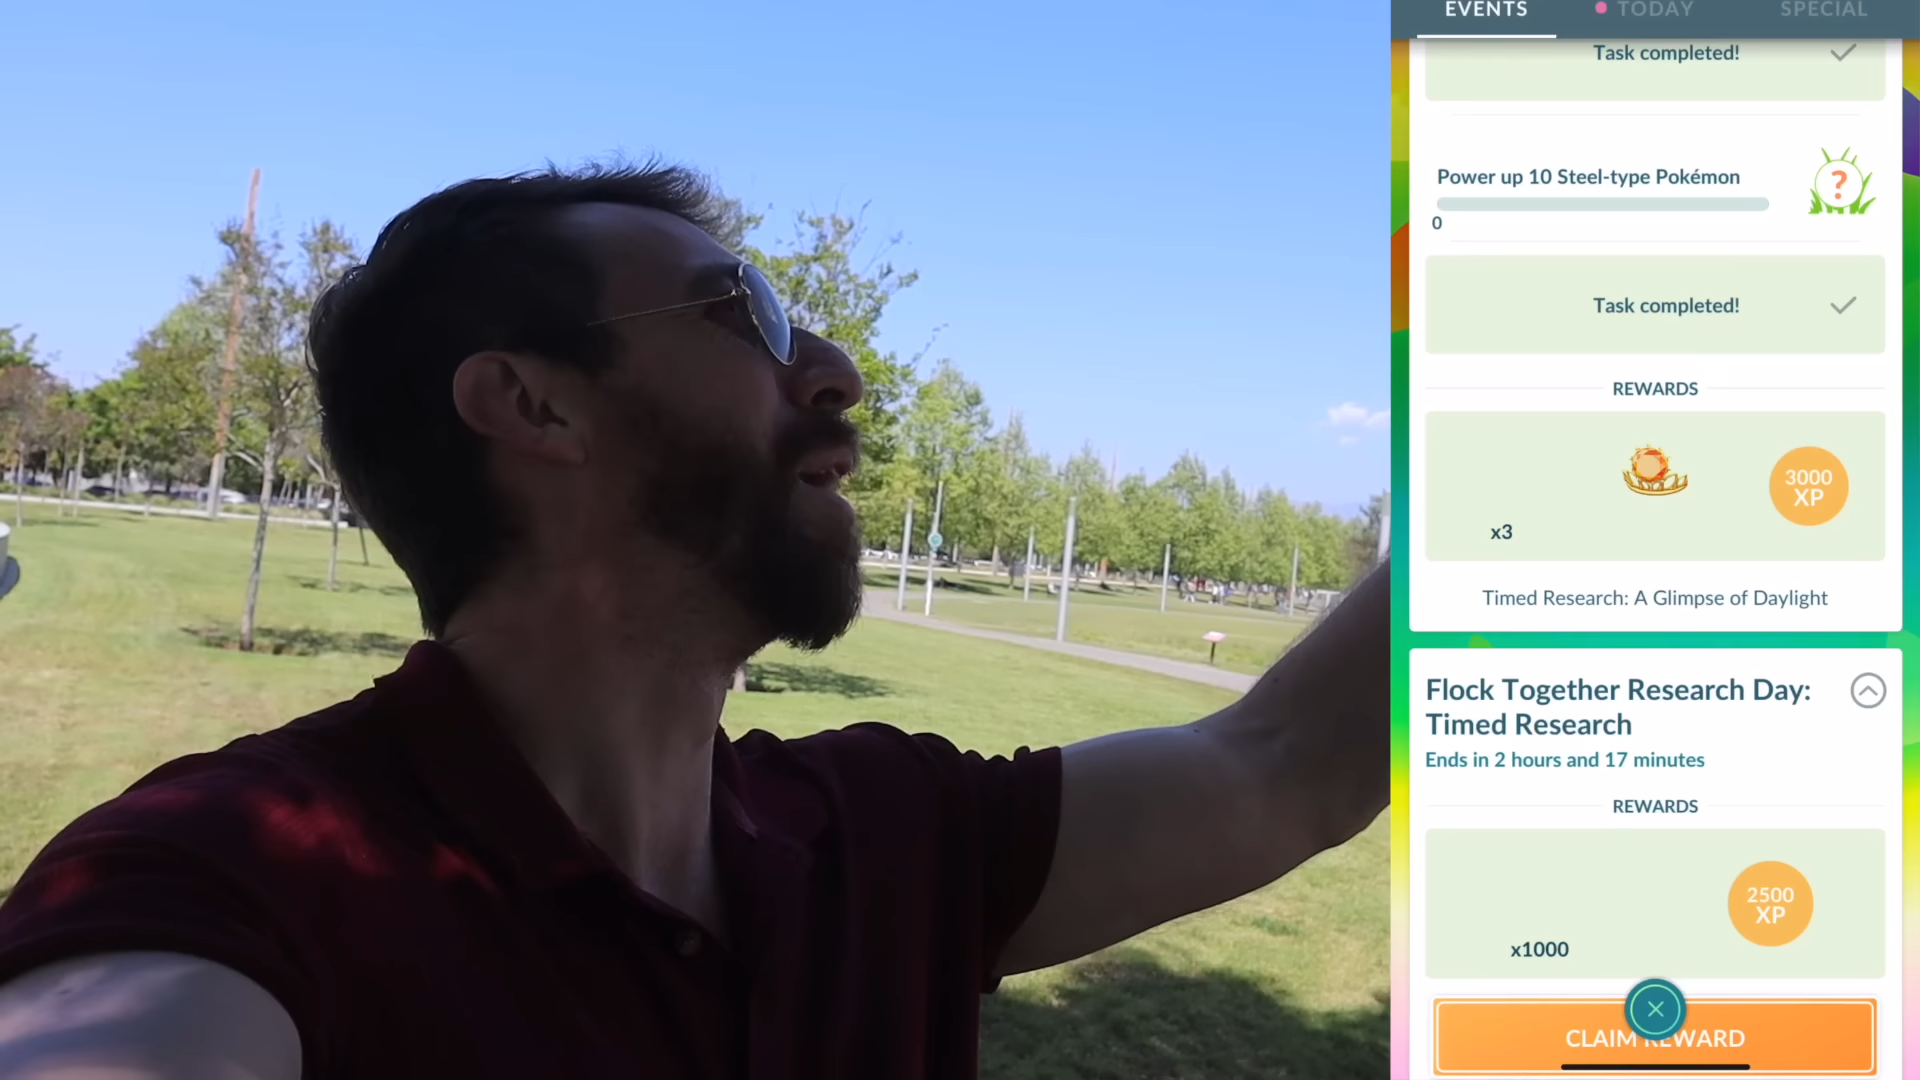 EVENTS
TODAY
SPECIAL
Task completed!
Power up 10 Steel-type Pokémon
?
0
Task completed!
REWARDS
3000
XP
x3
Timed Research: A Glimpse of Daylight
Flock Together Research Day:
Timed Research
Ends in 2 hours and 17 minutes
REWARDS
2500
XP
x1000
CLAIM REWARD